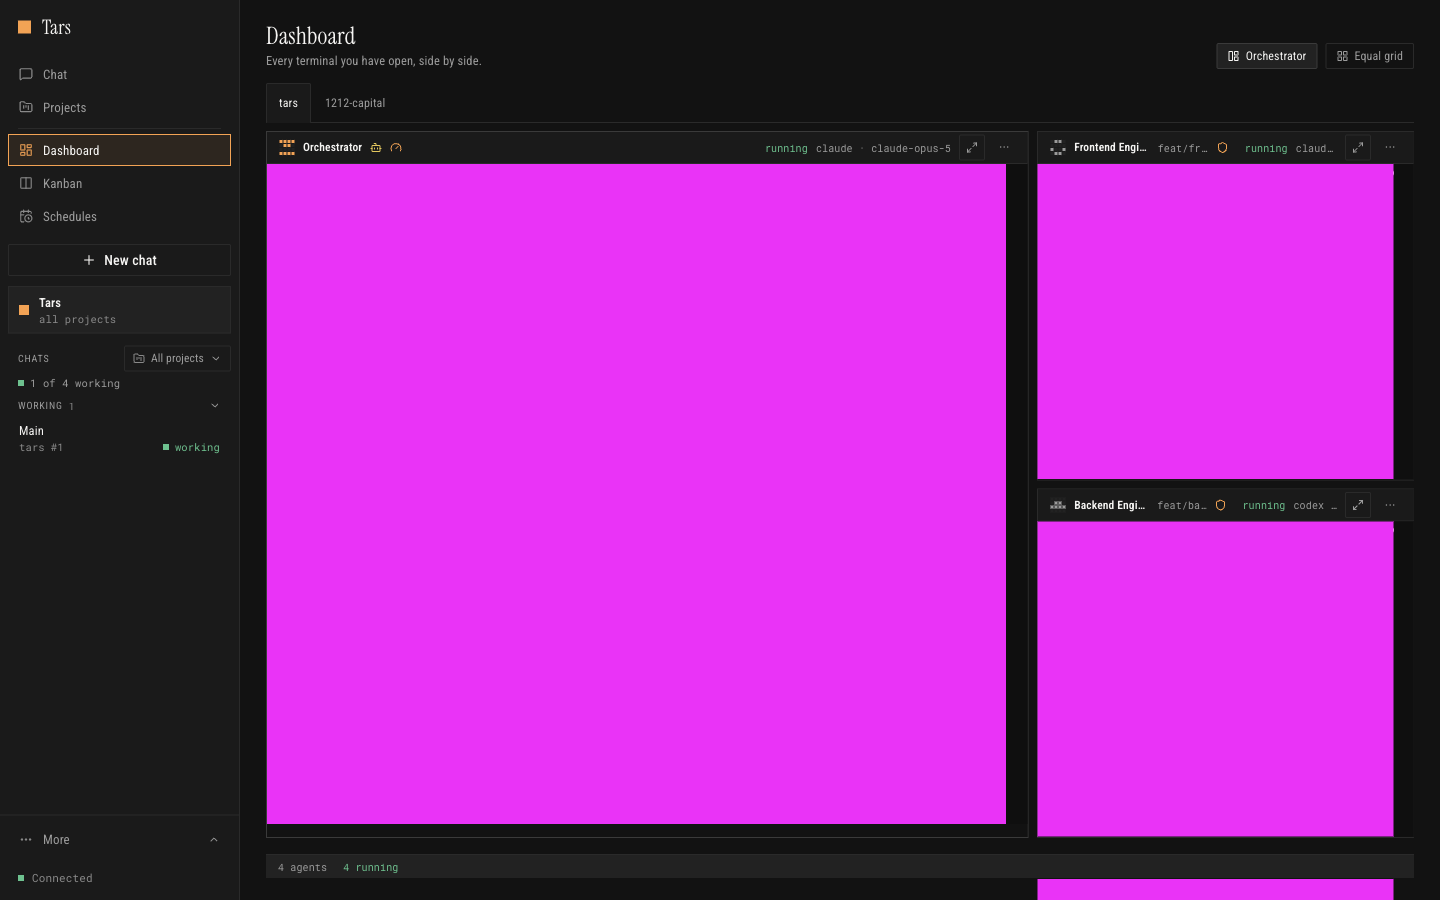 Tars
Chat
Projects
Dashboard
Kanban
Schedules
New chat
Tars
all projects
CHATS
All projects
1 of 4 working
WORKING 1
Main
tars #1
working
More
Connected
Dashboard
Every terminal you have open, side by side.
Orchestrator
Equal grid
tars
1212-capital
Orchestrator
running claude · claude-opus-5
Frontend Engi… feat/fr… running claud…
Backend Engi… feat/ba… running codex …
4 agents 4 running